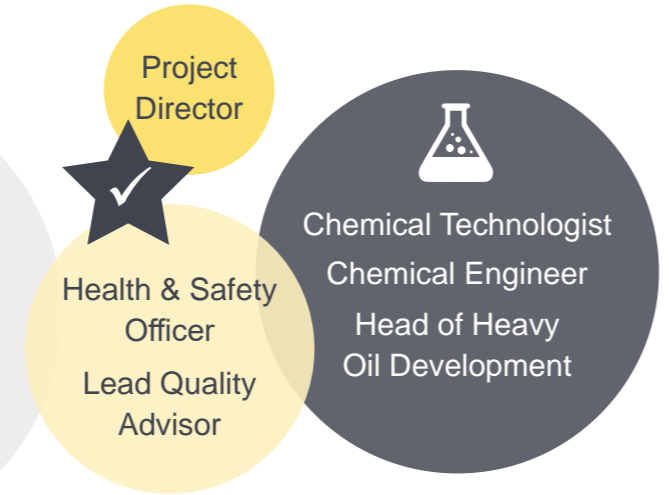 Project
Director
Health & Safety
Officer
Lead Quality
Advisor
Chemical Technologist
Chemical Engineer
Head of Heavy
Oil Development